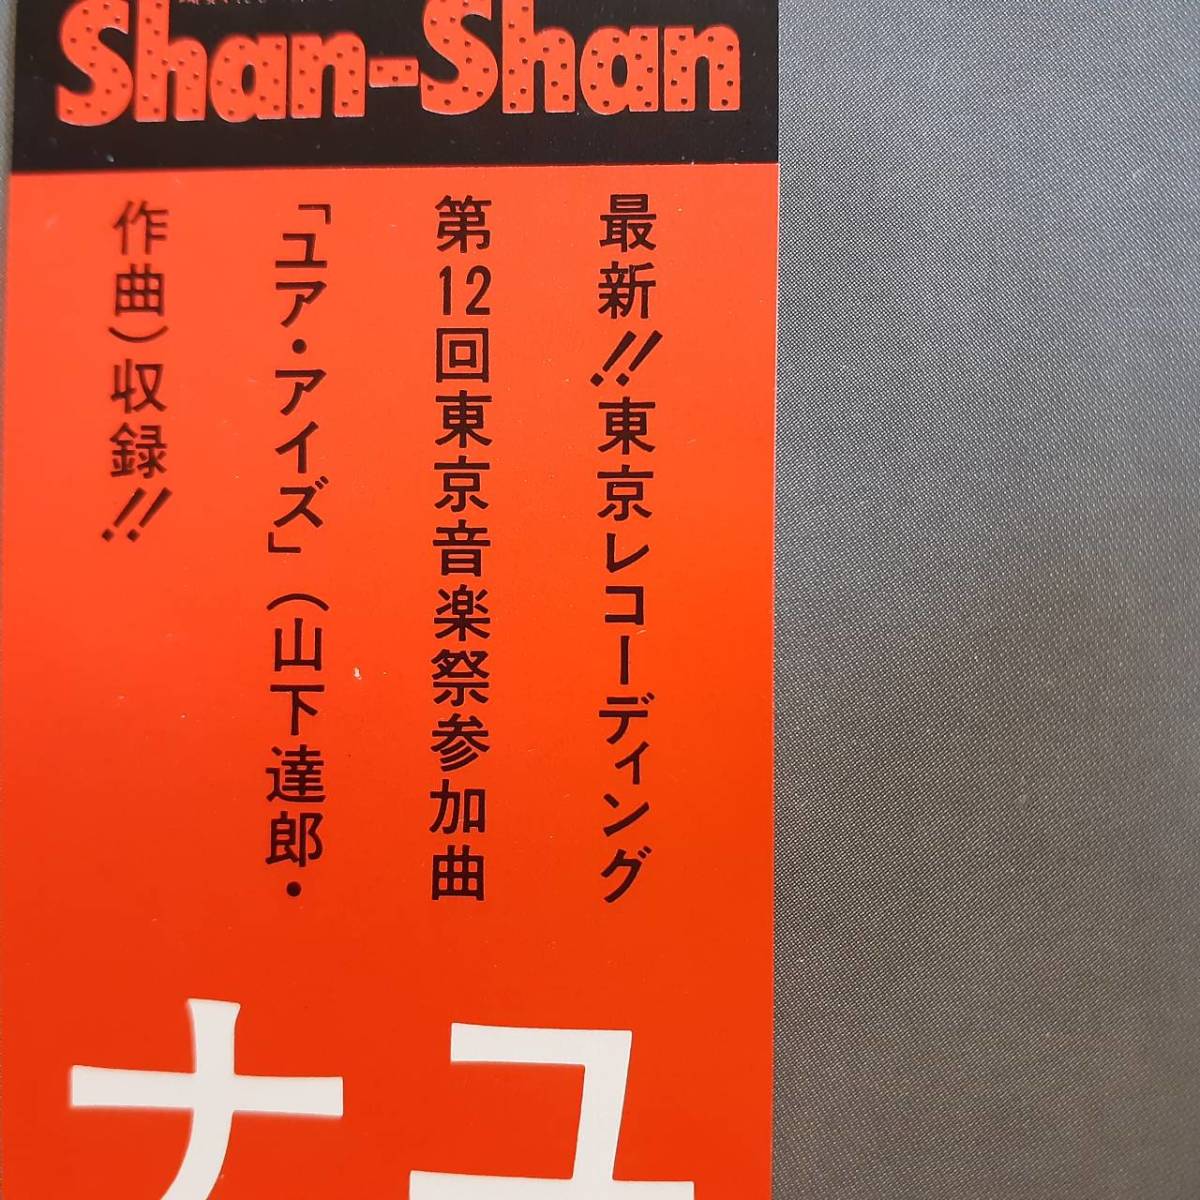 Shan-Shan
最新!!東京レコーディング
第12回東京音楽祭参加曲
「ユア・アイズ」(山下達郎・
作曲)収録!!
ユ
ナ